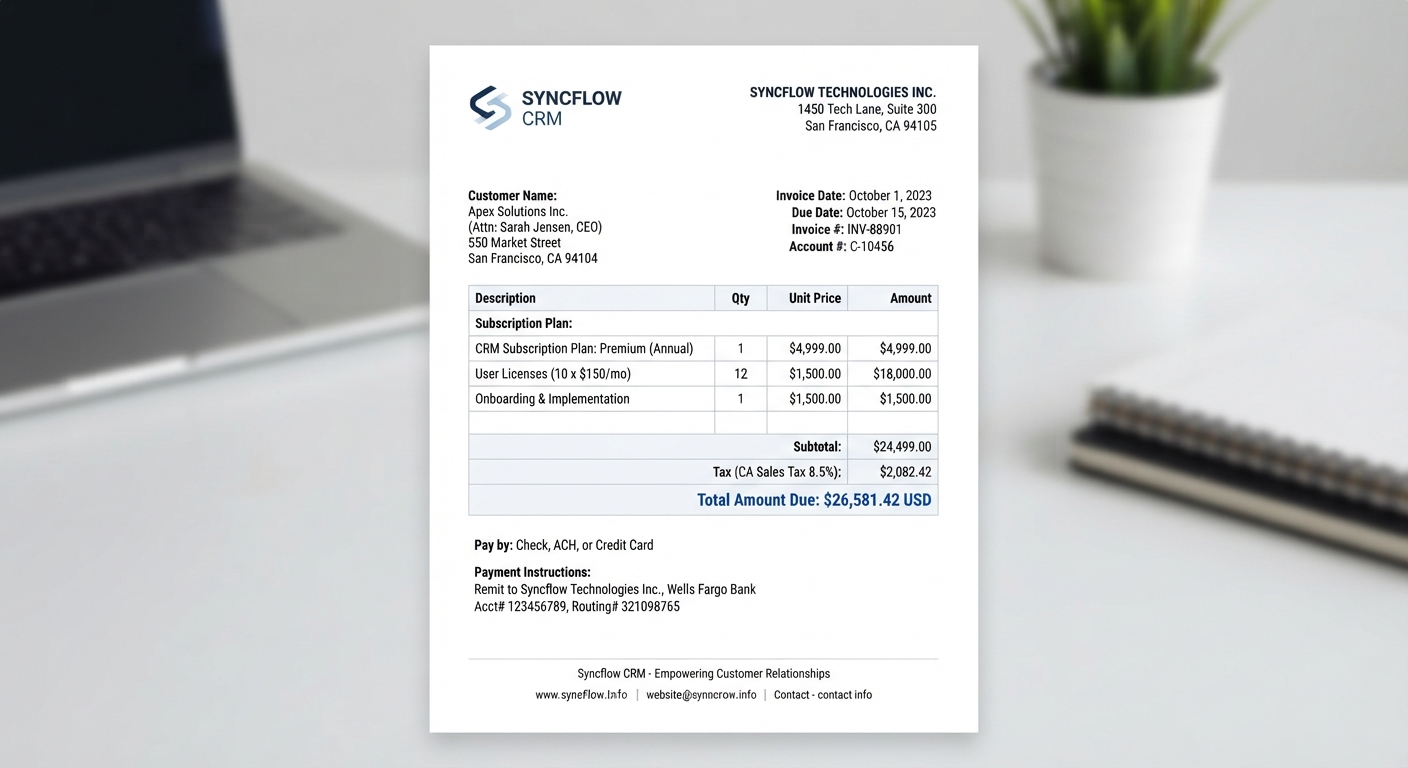 SYNCFLOW
CRM
SYNCFLOW TECHNOLOGIES INC.
1450 Tech Lane, Suite 300
San Francisco, CA 94105
Customer Name:
Apex Solutions Inc.
(Attn: Sarah Jensen, CEO)
550 Market Street
San Francisco, CA 94104
Invoice Date: October 1, 2023
Due Date: October 15, 2023
Invoice #: INV-88901
Account #: C-10456
Description Qty Unit Price Amount
Subscription Plan:
CRM Subscription Plan: Premium (Annual) 1 $4,999.00 $4,999.00
User Licenses (10 x $150/mo) 12 $1,500.00 $18,000.00
Onboarding & Implementation 1 $1,500.00 $1,500.00
Subtotal: $24,499.00
Tax (CA Sales Tax 8.5%): $2,082.42
Total Amount Due: $26,581.42 USD
Pay by: Check, ACH, or Credit Card
Payment Instructions:
Remit to Syncflow Technologies Inc., Wells Fargo Bank
Acct# 123456789, Routing# 321098765
Syncflow CRM - Empowering Customer Relationships
| | Contact - contact info